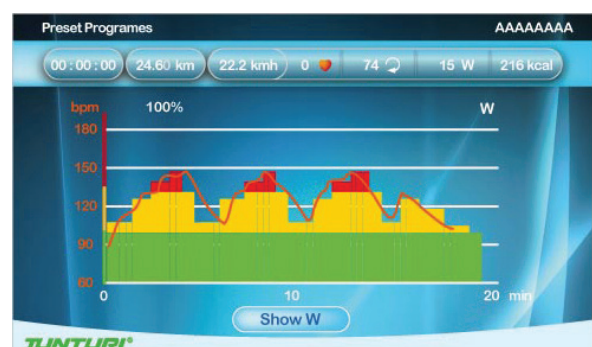 Preset Programes AAAAAAAA
00:00:00 24.60 km 22.2 kmh 0 74 15 W 216 kcal
bpm 100% W
180
150
120
90
60
0 10 20 min
Show W
TUNTURI®